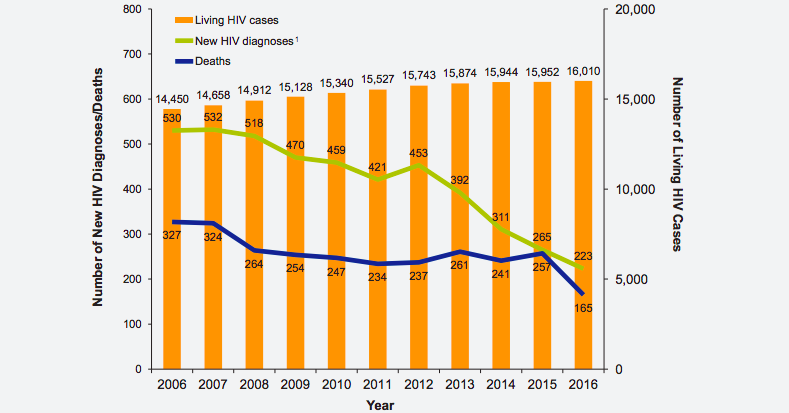 800
20,000
Living HIV cases
New HIV diagnoses¹
Deaths
700
14,450 14,658 14,912 15,128 15,340 15,527 15,743 15,874 15,944 15,952 16,010
600
15,000
530 532 518 470 459 421 453 392 311 265 223
500
400
10,000
300
327 324 264 254 247 234 237 261 241 257 165
200
5,000
100
0
0
2006 2007 2008 2009 2010 2011 2012 2013 2014 2015 2016
Year
Number of New HIV Diagnoses/Deaths
Number of Living HIV Cases